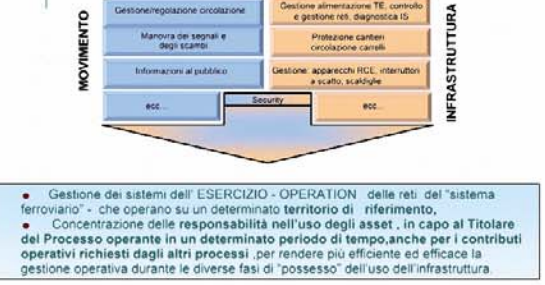 MOVIMENTO
Gestione/regolazione circolazione
Manovra dei segnali e
degli scambi
Informazioni al pubblico
ecc...
Security
Gestione alimentazione TE, controllo
e gestione reti, diagnostica IS
Protezione cantieri
circolazione carrelli
Gestione: apparecchi RCE, interruttori
a scatto, scaldiglie
ecc...
INFRASTRUTTURA
• Gestione dei sistemi dell' ESERCIZIO - OPERATION delle reti del "sistema
ferroviario" - che operano su un determinato territorio di riferimento,
• Concentrazione delle responsabilità nell'uso degli asset , in capo al Titolare
del Processo operante in un determinato periodo di tempo,anche per i contributi
operativi richiesti dagli altri processi ,per rendere più efficiente ed efficace la
gestione operativa durante le diverse fasi di "possesso" dell'uso dell'infrastruttura.